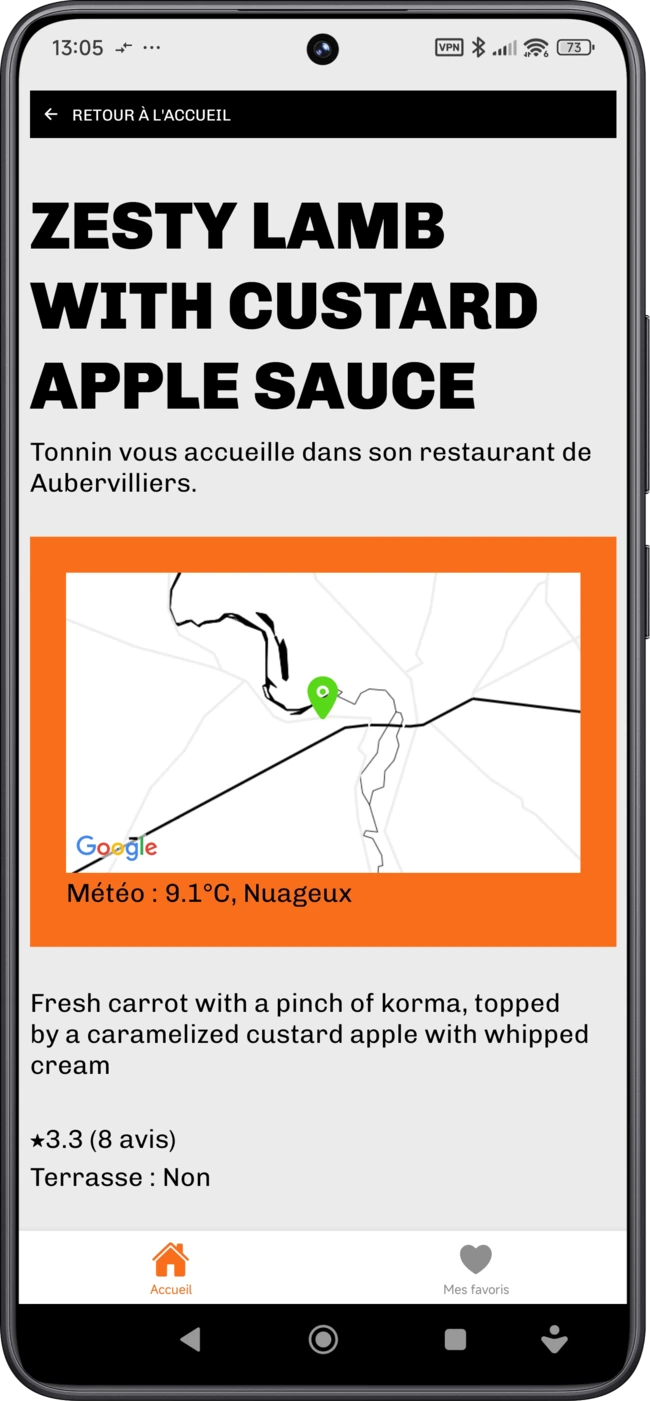 13:05
VPN
73
RETOUR À L'ACCUEIL
ZESTY LAMB
WITH CUSTARD
APPLE SAUCE
Tonnin vous accueille dans son restaurant de
Aubervilliers.
Google
Météo : 9.1°C, Nuageux
Fresh carrot with a pinch of korma, topped
by a caramelized custard apple with whipped
cream
★3.3 (8 avis)
Terrasse : Non
Accueil
Mes favoris